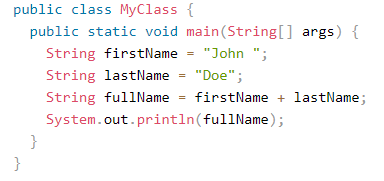 public class MyClass {
  public static void main(String[] args) {
    String firstName = "John ";
    String lastName = "Doe";
    String fullName = firstName + lastName;
    System.out.println(fullName);
  }
}